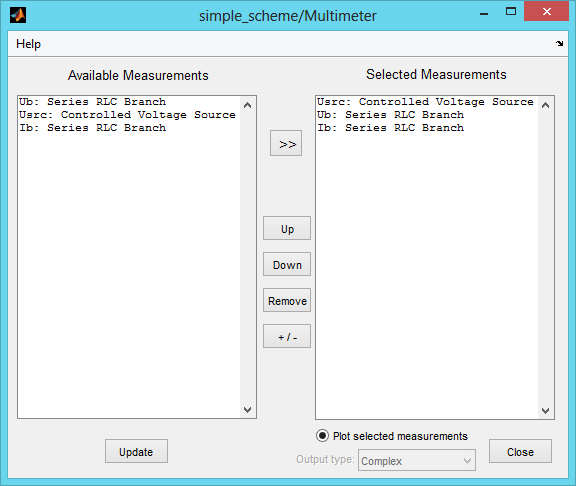 simple_scheme/Multimeter
Help
Available Measurements
Selected Measurements
Ub: Series RLC Branch
Usrc: Controlled Voltage Source
Ib: Series RLC Branch
Usrc: Controlled Voltage Source
Ub: Series RLC Branch
Ib: Series RLC Branch
>>
Up
Down
Remove
+ / -
Plot selected measurements
Output type: Complex
Update
Close